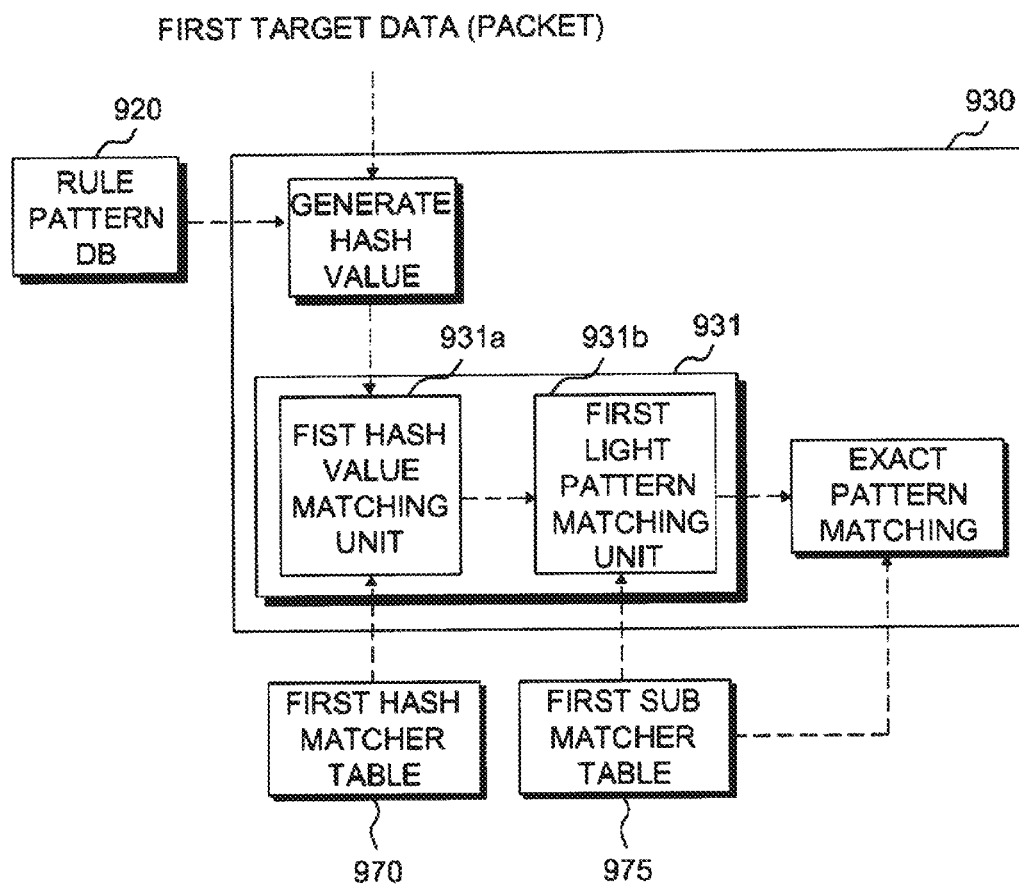 FIRST TARGET DATA (PACKET)
920
930
RULE
PATTERN
DB
GENERATE
HASH
VALUE
931a
931b
931
FIST HASH
VALUE
MATCHING
UNIT
FIRST
LIGHT
PATTERN
MATCHING
UNIT
EXACT
PATTERN
MATCHING
FIRST HASH
MATCHER
TABLE
FIRST SUB
MATCHER
TABLE
970
975